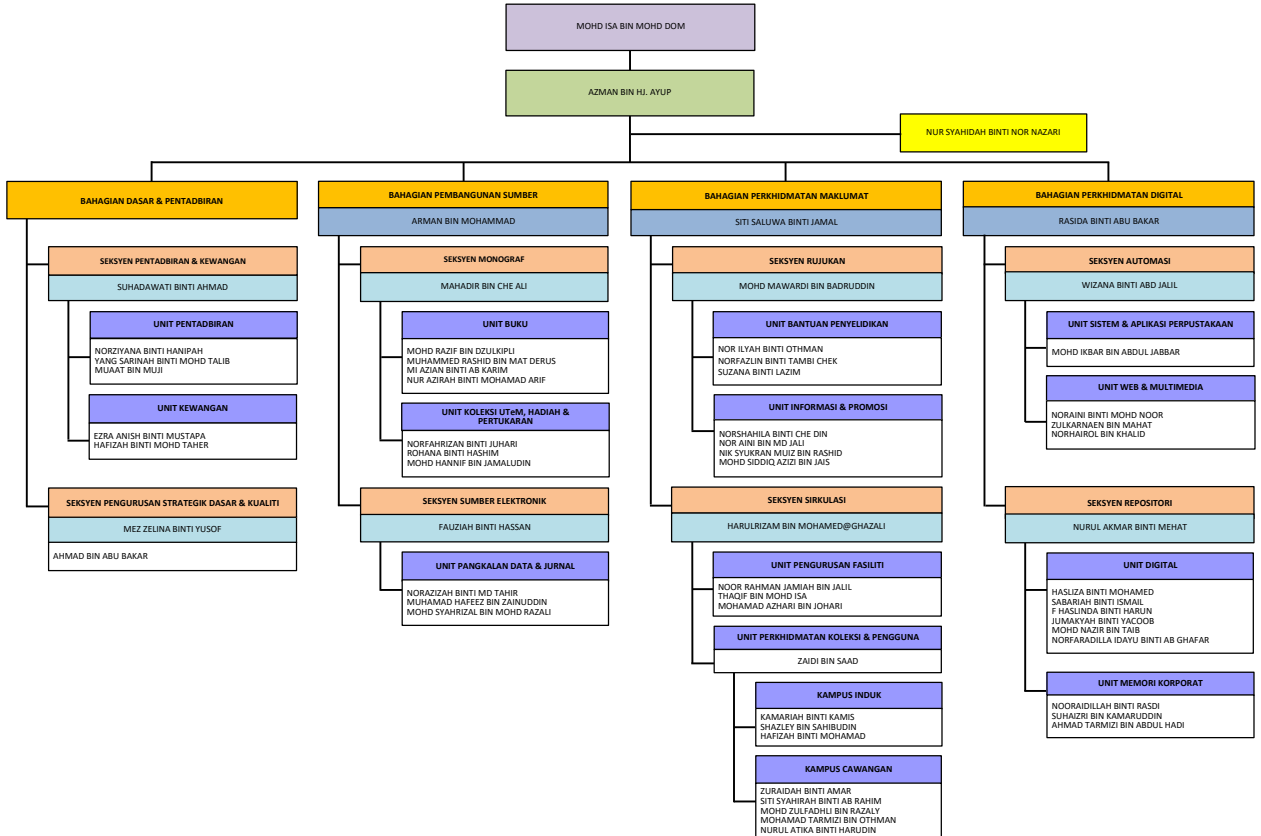 MOHD ISA BIN MOHD DOM
AZMAN BIN HJ. AYUP
NUR SYAHIDAH BINTI NOR NAZARI
BAHAGIAN DASAR & PENTADBIRAN
SEKSYEN PENTADBIRAN & KEWANGAN
SUHADAWATI BINTI AHMAD
UNIT PENTADBIRAN
NORZIYANA BINTI HANIPAH
YANG SARINAH BINTI MOHD TALIB
MUAAT BIN MUJI
UNIT KEWANGAN
EZRA ANISH BINTI MUSTAPA
HAFIZAH BINTI MOHD TAHER
SEKSYEN PENGURUSAN STRATEGIK DASAR & KUALITI
MEZ ZELINA BINTI YUSOF
AHMAD BIN ABU BAKAR
BAHAGIAN PEMBANGUNAN SUMBER
ARMAN BIN MOHAMMAD
SEKSYEN MONOGRAF
MAHADIR BIN CHE ALI
UNIT BUKU
MOHD RAZIF BIN DZULKIPLI
MUHAMMED RASHID BIN MAT DERUS
MI AZIAN BINTI AB KARIM
NUR AZIRAH BINTI MOHAMAD ARIF
UNIT KOLEKSI UTeM, HADIAH &
PERTUKARAN
NORFAHRIZAN BINTI JUHARI
ROHANA BINTI HASHIM
MOHD HANNIF BIN JAMALUDIN
SEKSYEN SUMBER ELEKTRONIK
FAUZIAH BINTI HASSAN
UNIT PANGKALAN DATA & JURNAL
NORAZIZAH BINTI MD TAHIR
MUHAMAD HAFEEZ BIN ZAINUDDIN
MOHD SYAHRIZAL BIN MOHD RAZALI
BAHAGIAN PERKHIDMATAN MAKLUMAT
SITI SALUWA BINTI JAMAL
SEKSYEN RUJUKAN
MOHD MAWARDI BIN BADRUDDIN
UNIT BANTUAN PENYELIDIKAN
NOR ILYAH BINTI OTHMAN
NORFAZLIN BINTI TAMBI CHEK
SUZANA BINTI LAZIM
UNIT INFORMASI & PROMOSI
NORSHAHILA BINTI CHE DIN
NOR AINI BIN MD JALI
NIK SYUKRAN MUIZ BIN RASHID
MOHD SIDDIQ AZIZI BIN JAIS
SEKSYEN SIRKULASI
HARULRIZAM BIN MOHAMED@GHAZALI
UNIT PENGURUSAN FASILITI
NOOR RAHMAN JAMIAH BIN JALIL
THAQIF BIN MOHD ISA
MOHAMAD AZHARI BIN JOHARI
UNIT PERKHIDMATAN KOLEKSI & PENGGUNA
ZAIDI BIN SAAD
KAMPUS INDUK
KAMARIAH BINTI KAMIS
SHAZLEY BIN SAHIBUDIN
HAFIZAH BINTI MOHAMAD
KAMPUS CAWANGAN
ZURAIDAH BINTI AMAR
SITI SYAHIRAH BINTI AB RAHIM
MOHD ZULFADHLI BIN RAZALY
MOHAMAD TARMIZI BIN OTHMAN
NURUL ATIKA BINTI HARUDIN
BAHAGIAN PERKHIDMATAN DIGITAL
RASIDA BINTI ABU BAKAR
SEKSYEN AUTOMASI
WIZANA BINTI ABD JALIL
UNIT SISTEM & APLIKASI PERPUSTAKAAN
MOHD IKBAR BIN ABDUL JABBAR
UNIT WEB & MULTIMEDIA
NORAINI BINTI MOHD NOOR
ZULKARNAEN BIN MAHAT
NORHAIROL BIN KHALID
SEKSYEN REPOSITORI
NURUL AKMAR BINTI MEHAT
UNIT DIGITAL
HASLIZA BINTI MOHAMED
SABARIAH BINTI ISMAIL
F HASLINDA BINTI HARUN
JUMAKYAH BINTI YACOOB
MOHD NAZIR BIN TAIB
NORFARADILLA IDAYU BINTI AB GHAFAR
UNIT MEMORI KORPORAT
NOORAIDILLAH BINTI RASDI
SUHAIZRI BIN KAMARUDDIN
AHMAD TARMIZI BIN ABDUL HADI